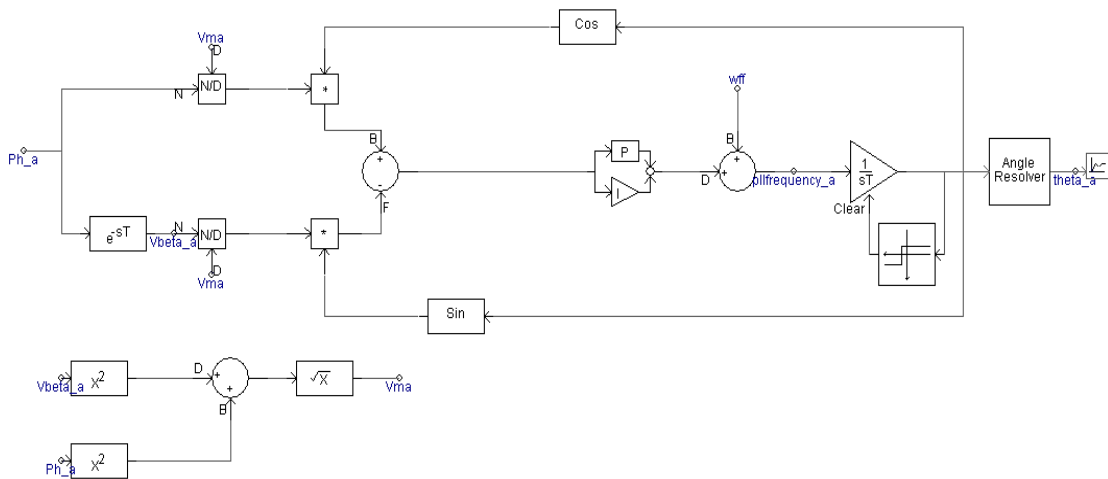 Cos
Vma
D
N/D
N
*
wff
B
B
+
-
F
P
I
D
+
+
pllfrequency_a
1
sT
Clear
Angle
Resolver
theta_a
Ph_a
e-sT
N
Vbeta_a
N/D
D
Vma
*
Sin
Vbeta_a
X2
D
+
+
B
√X
Vma
Ph_a
X2